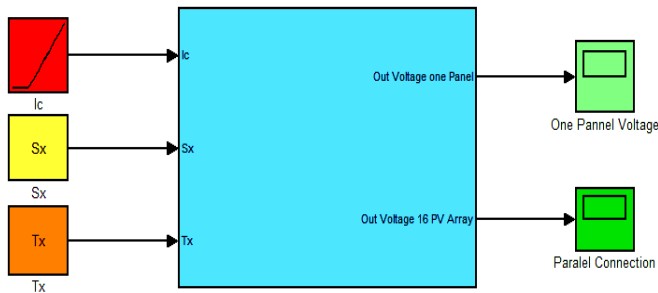 Ic
Ic
Out Voltage one Panel
One Pannel Voltage
Sx
Sx
Sx
Out Voltage 16 PV Array
Tx
Tx
Tx
Paralel Connection